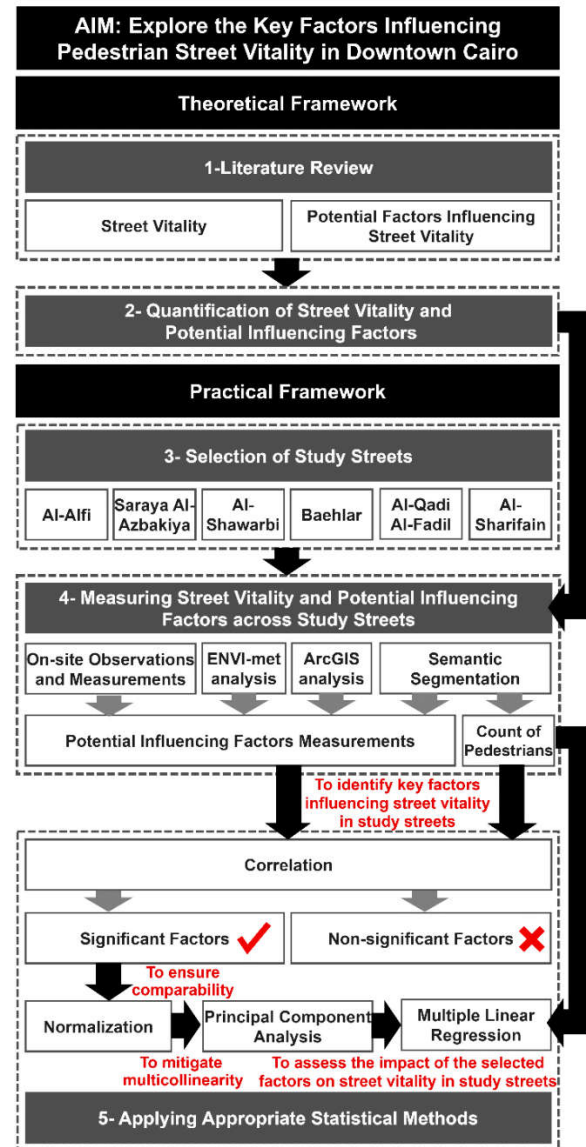 AIM: Explore the Key Factors Influencing
Pedestrian Street Vitality in Downtown Cairo
Theoretical Framework
1-Literature Review
Street Vitality
Potential Factors Influencing
Street Vitality
2- Quantification of Street Vitality and
Potential Influencing Factors
Practical Framework
3- Selection of Study Streets
Al-Alfi
Saraya Al-
Azbakiya
Al-
Shawarbi
Baehlar
Al-Qadi
Al-Fadil
Al-
Sharifain
4- Measuring Street Vitality and Potential Influencing
Factors across Study Streets
On-site Observations
and Measurements
ENVI-met
analysis
ArcGIS
analysis
Semantic
Segmentation
Potential Influencing Factors Measurements
Count of
Pedestrians
To identify key factors
influencing street vitality
in study streets
Correlation
Significant Factors
Non-significant Factors
To ensure
comparability
Normalization
Principal Component
Analysis
Multiple Linear
Regression
To mitigate
multicollinearity
To assess the impact of the selected
factors on street vitality in study streets
5- Applying Appropriate Statistical Methods